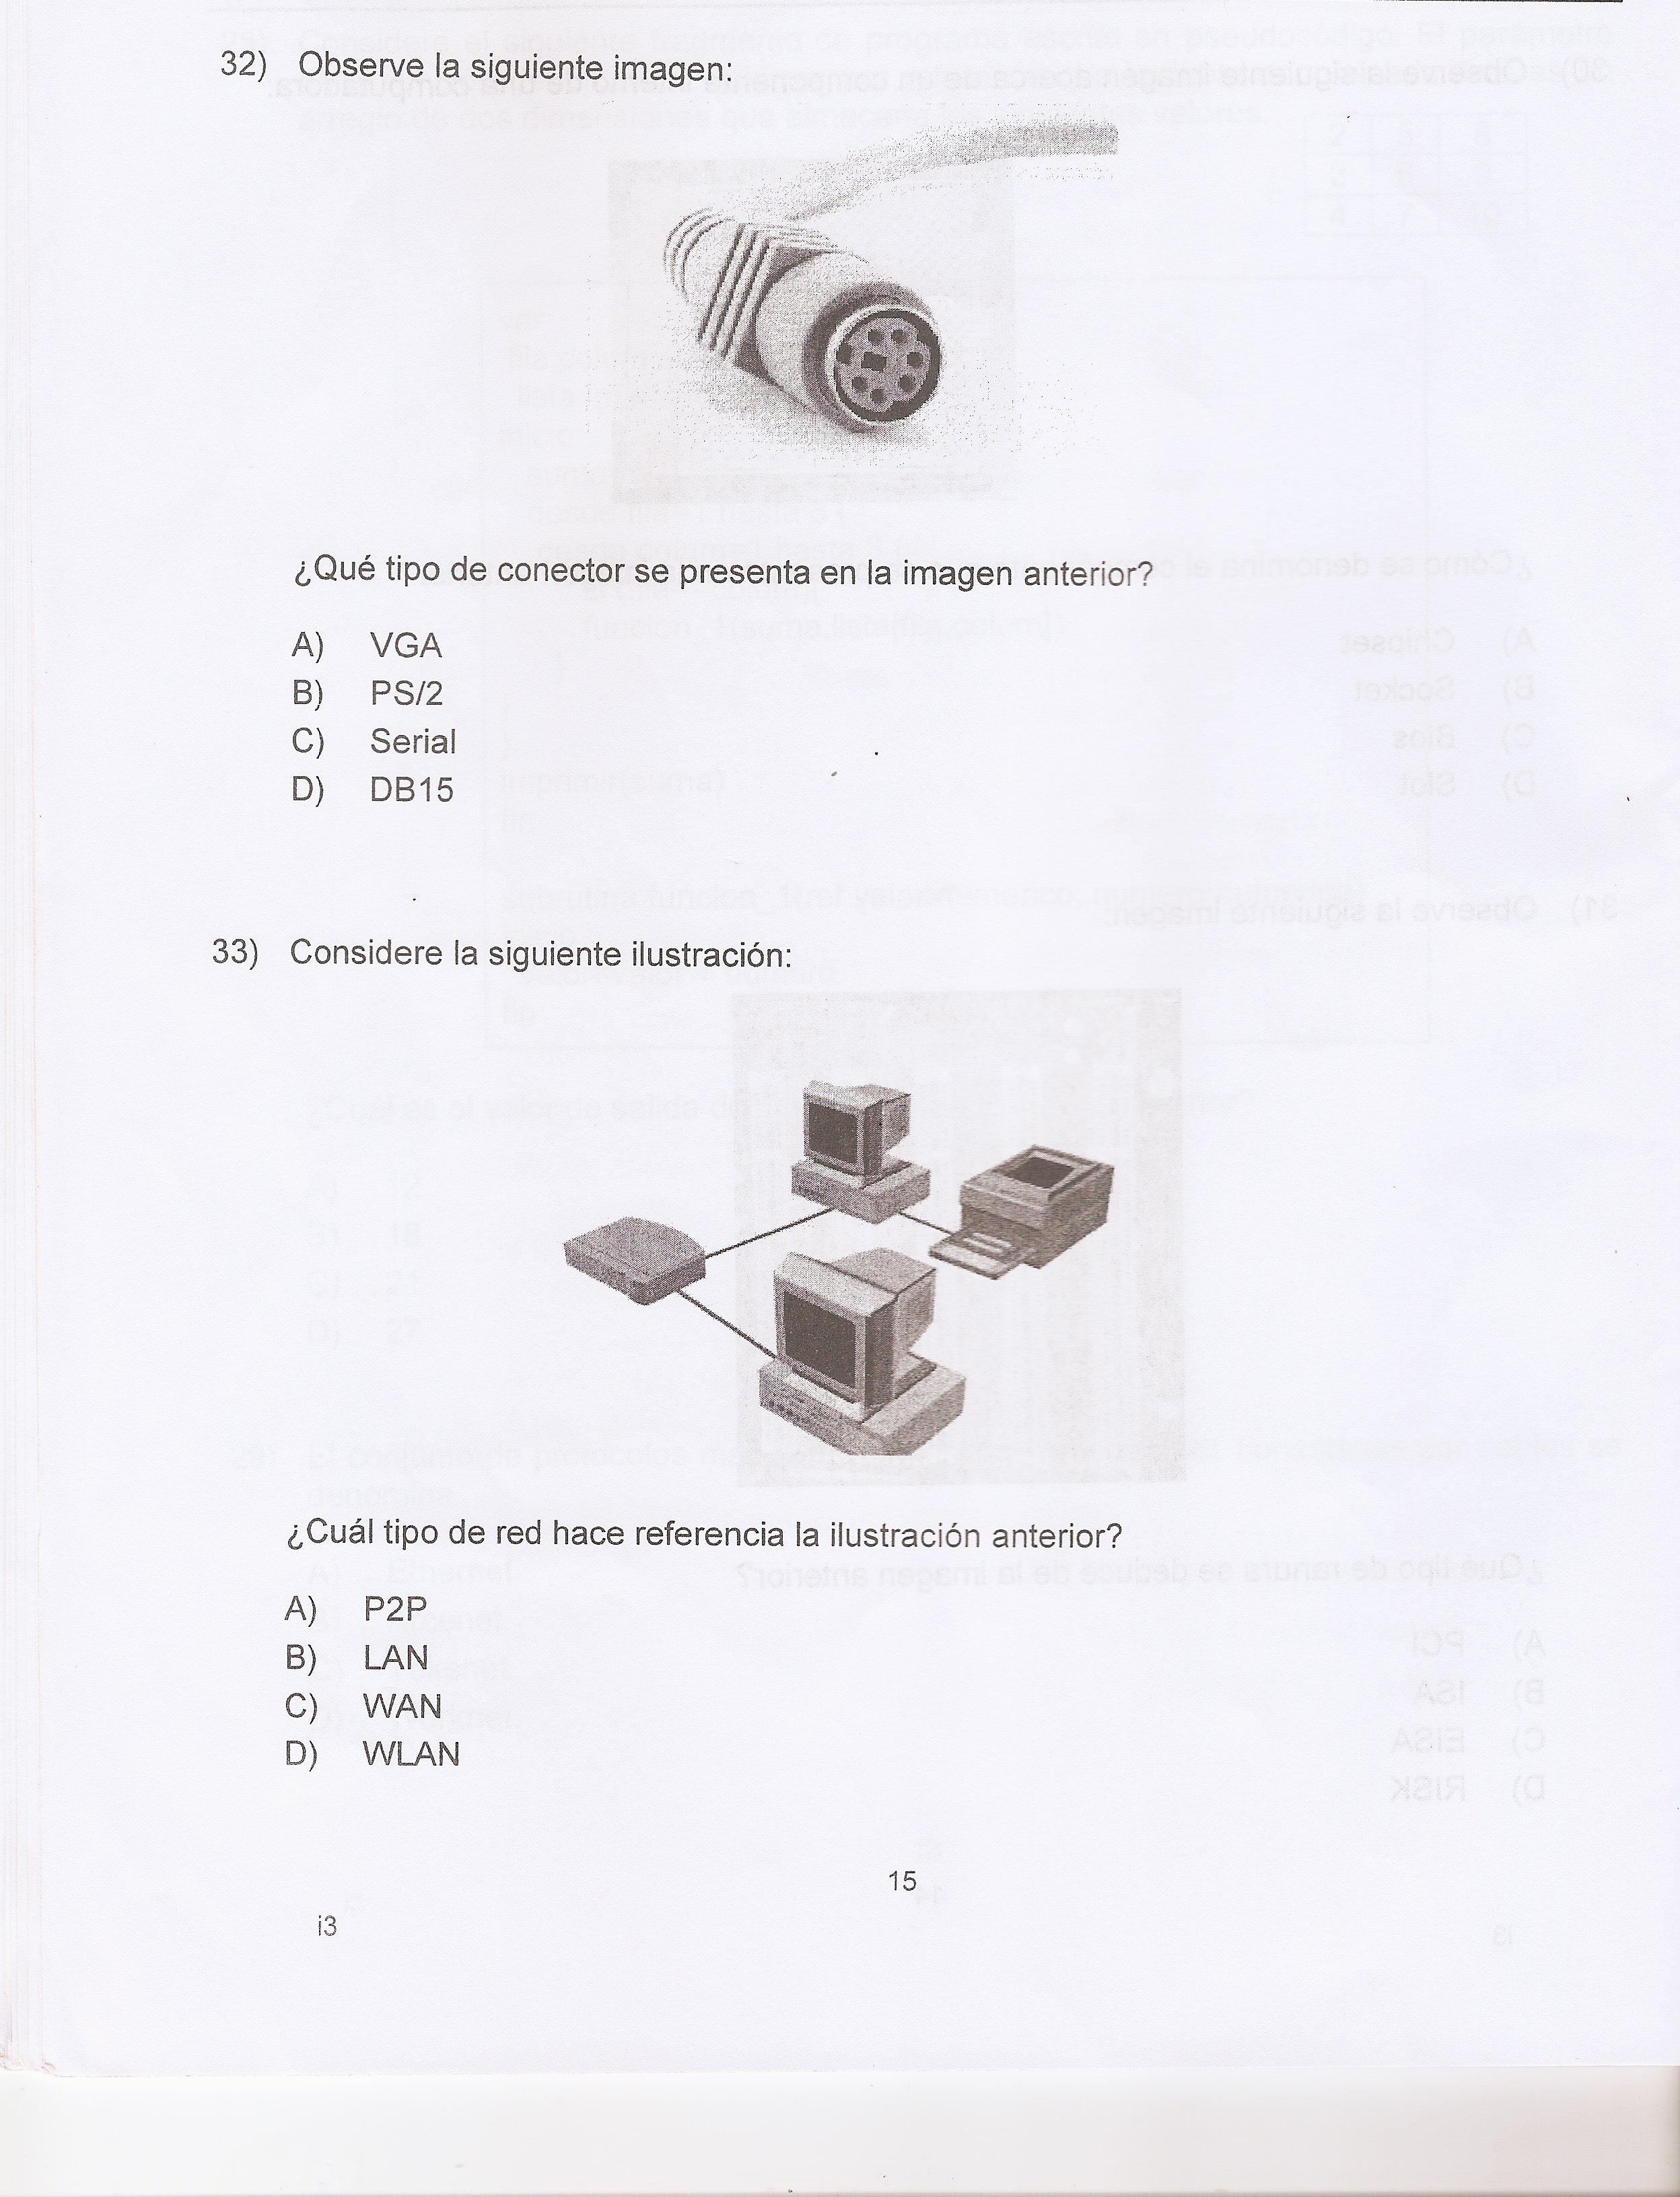 32) Observe la siguiente imagen:
¿Qué tipo de conector se presenta en la imagen anterior?
A) VGA
B) PS/2
C) Serial
D) DB15
33) Considere la siguiente ilustración:
¿Cuál tipo de red hace referencia la ilustración anterior?
A) P2P
B) LAN
C) WAN
D) WLAN
15
i3